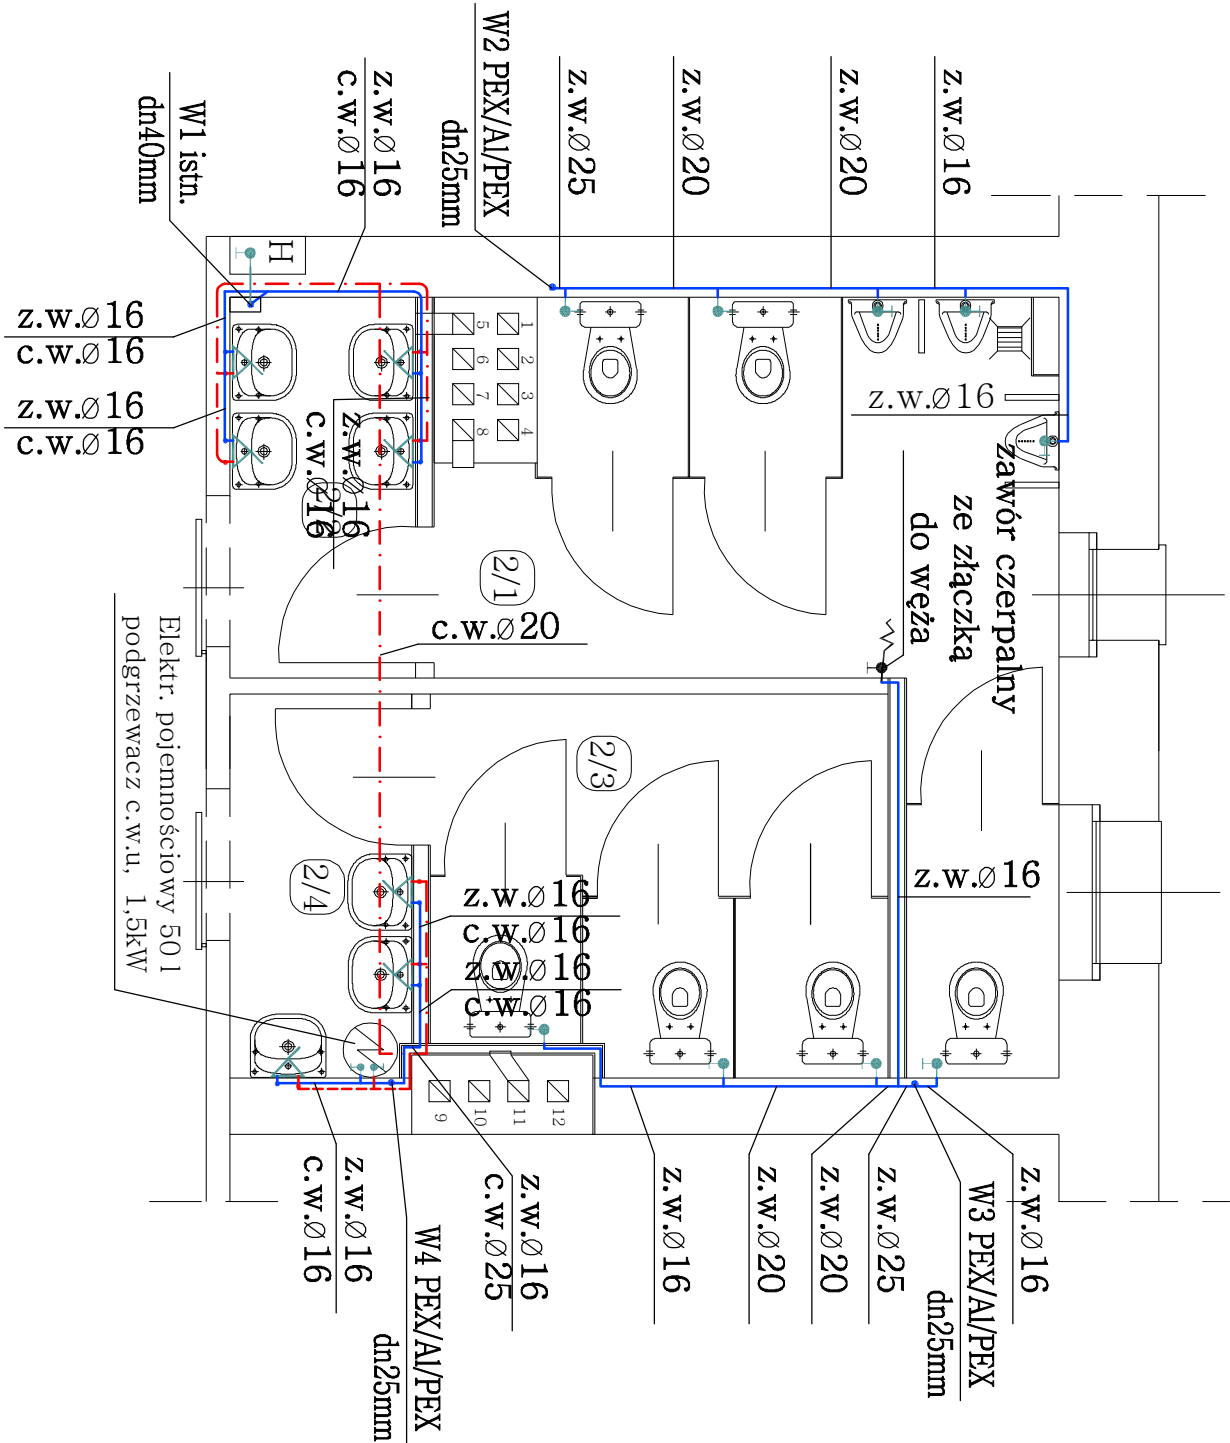 W2 PEX/Al/PEX
dn25mm
z.w.Ø25
z.w.Ø20
z.w.Ø20
z.w.Ø16
z.w.Ø16
c.w.Ø16
W1 istn.
dn40mm
H
z.w.Ø16
c.w.Ø16
z.w.Ø16
c.w.Ø16
1
2
3
4
5
6
7
8
z.w.Ø16
z.w.Ø16
c.w.Ø16
zawór czerpalny
ze złączką
do węża
2/1
c.w.Ø20
Elektr. pojemnościowy 50l
podgrzewacz c.w.u, 1,5kW
2/3
2/4
z.w.Ø16
z.w.Ø16
c.w.Ø16
z.w.Ø16
c.w.Ø16
9
10
11
12
z.w.Ø16
c.w.Ø16
W4 PEX/Al/PEX
dn25mm
z.w.Ø16
c.w.Ø25
z.w.Ø16
z.w.Ø20
z.w.Ø20
z.w.Ø25
W3 PEX/Al/PEX
dn25mm
z.w.Ø16